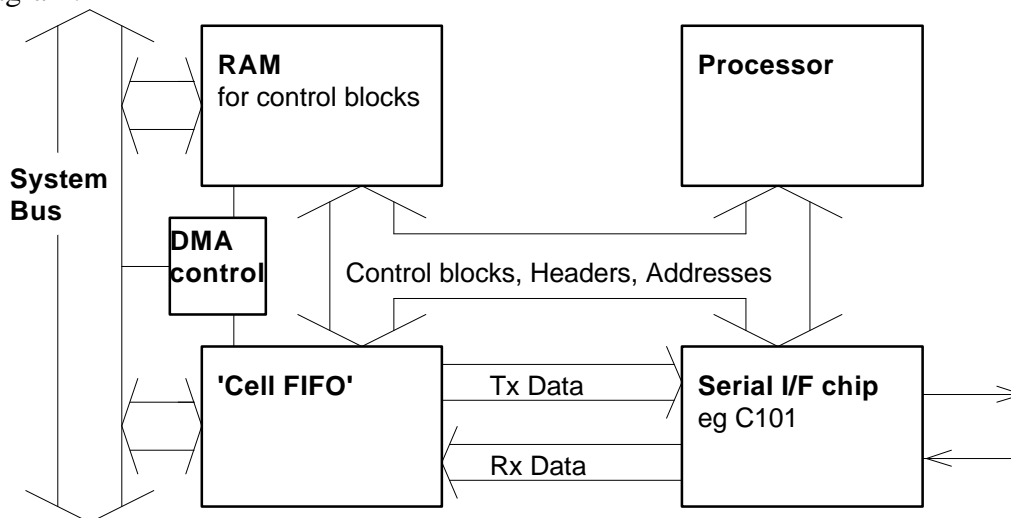 RAM
for control blocks
Processor
System
Bus
DMA
control
Control blocks, Headers, Addresses
'Cell FIFO'
Tx Data
Serial I/F chip
eg C101
Rx Data